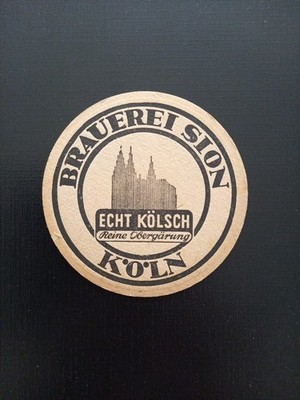 BRAUEREI SION
ECHT KÖLSCH
Reine Obergärung
KÖLN